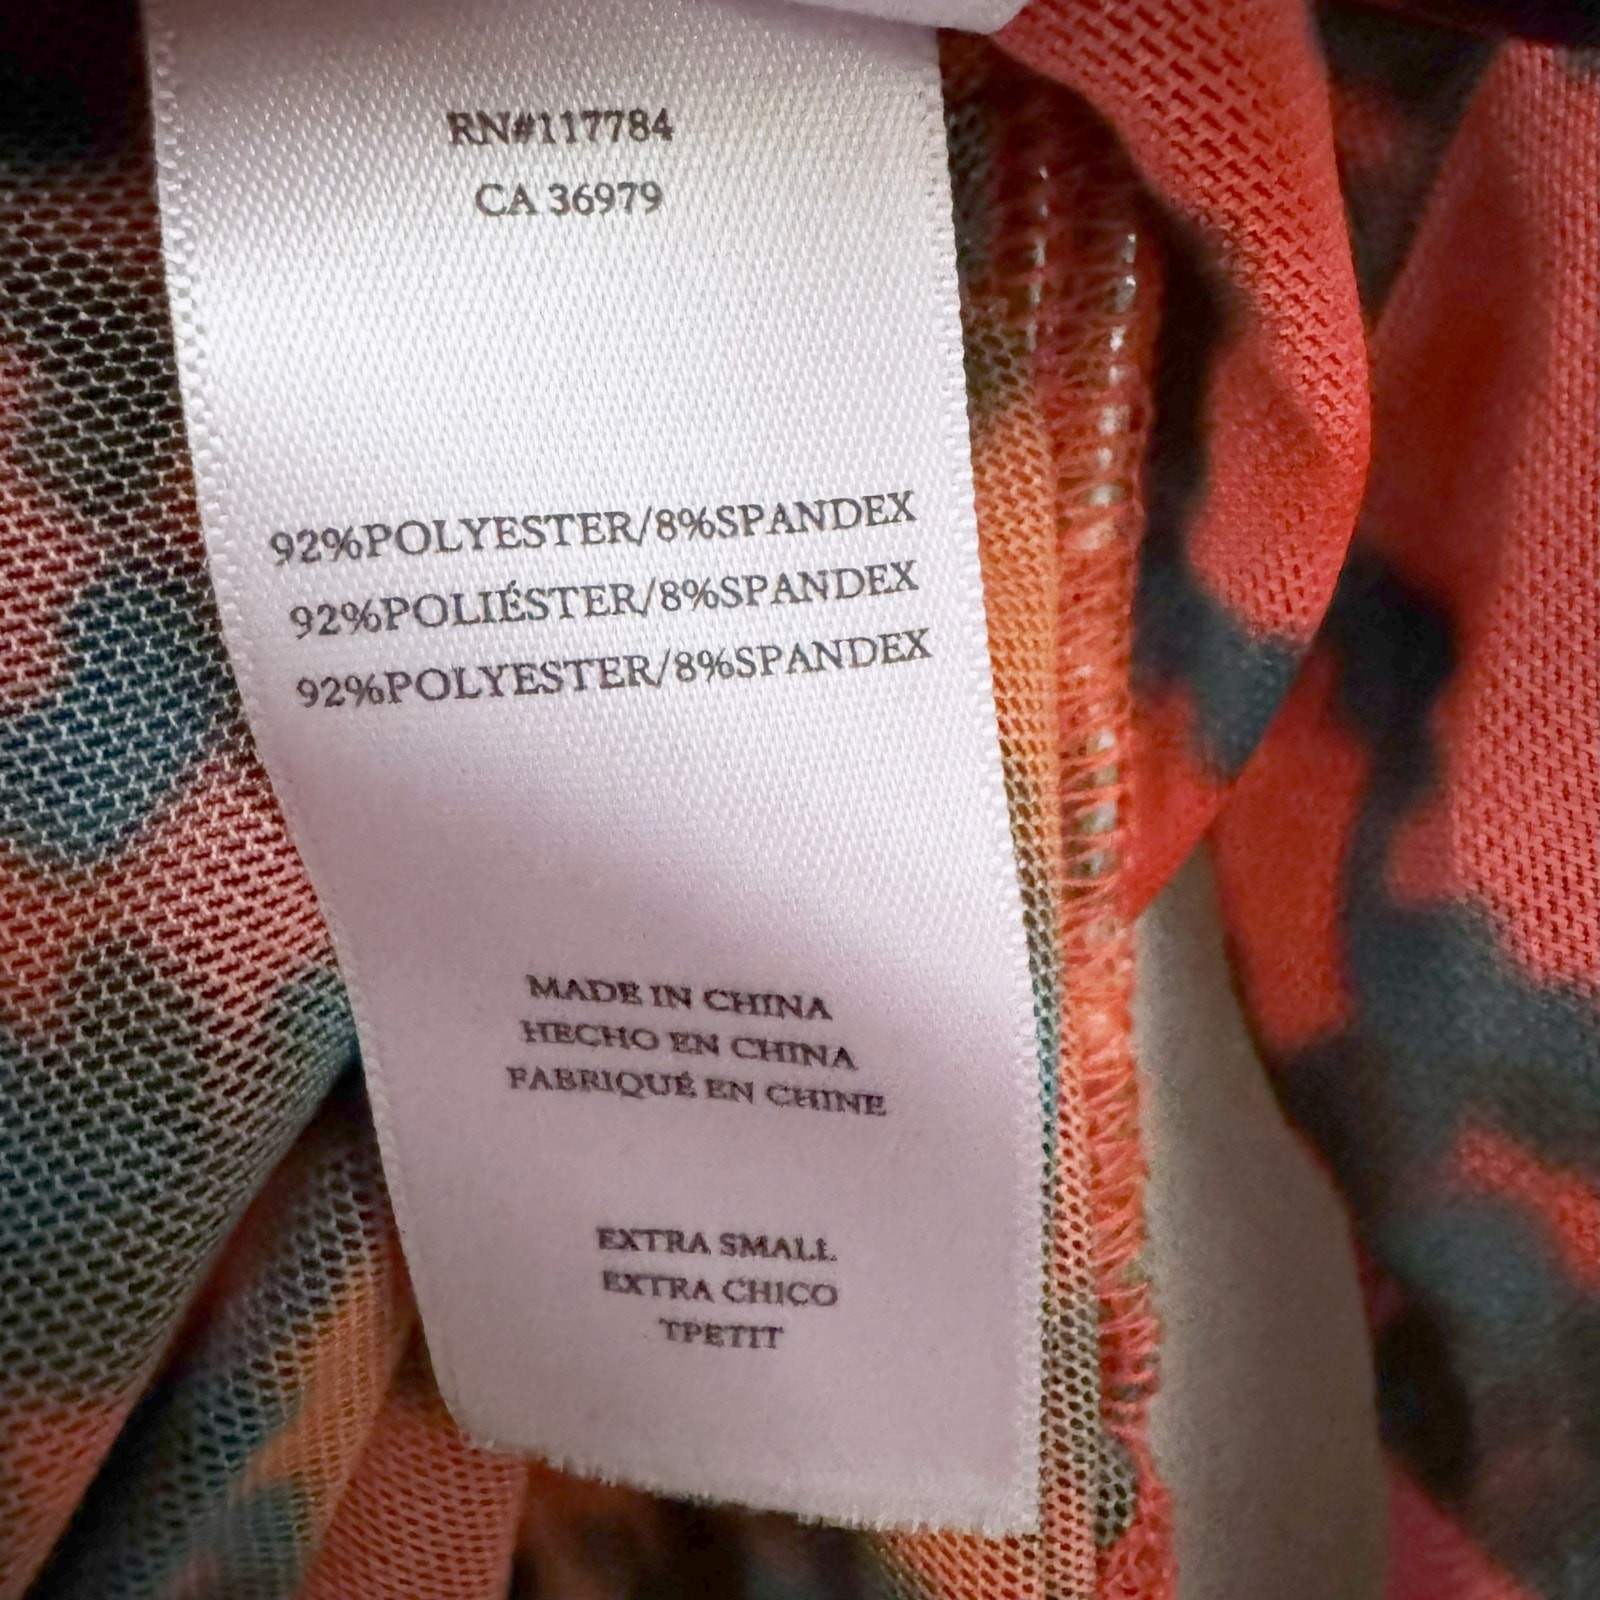 RN#117784
CA 36979
92%POLYESTER/8%SPANDEX
92%POLIÉSTER/8%SPANDEX
92%POLYESTER/8%SPANDEX
MADE IN CHINA
HECHO EN CHINA
FABRIQUÉ EN CHINE
EXTRA SMALL
EXTRA CHICO
TPETIT